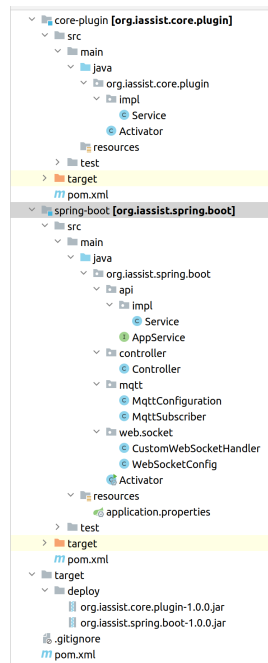 core-plugin [org.iassist.core.plugin]
src
main
java
org.iassist.core.plugin
impl
Service
Activator
resources
test
target
pom.xml
spring-boot [org.iassist.spring.boot]
src
main
java
org.iassist.spring.boot
api
impl
Service
AppService
controller
Controller
mqtt
MqttConfiguration
MqttSubscriber
web.socket
CustomWebSocketHandler
WebSocketConfig
Activator
resources
application.properties
test
target
pom.xml
target
deploy
org.iassist.core.plugin-1.0.0.jar
org.iassist.spring.boot-1.0.0.jar
.gitignore
pom.xml